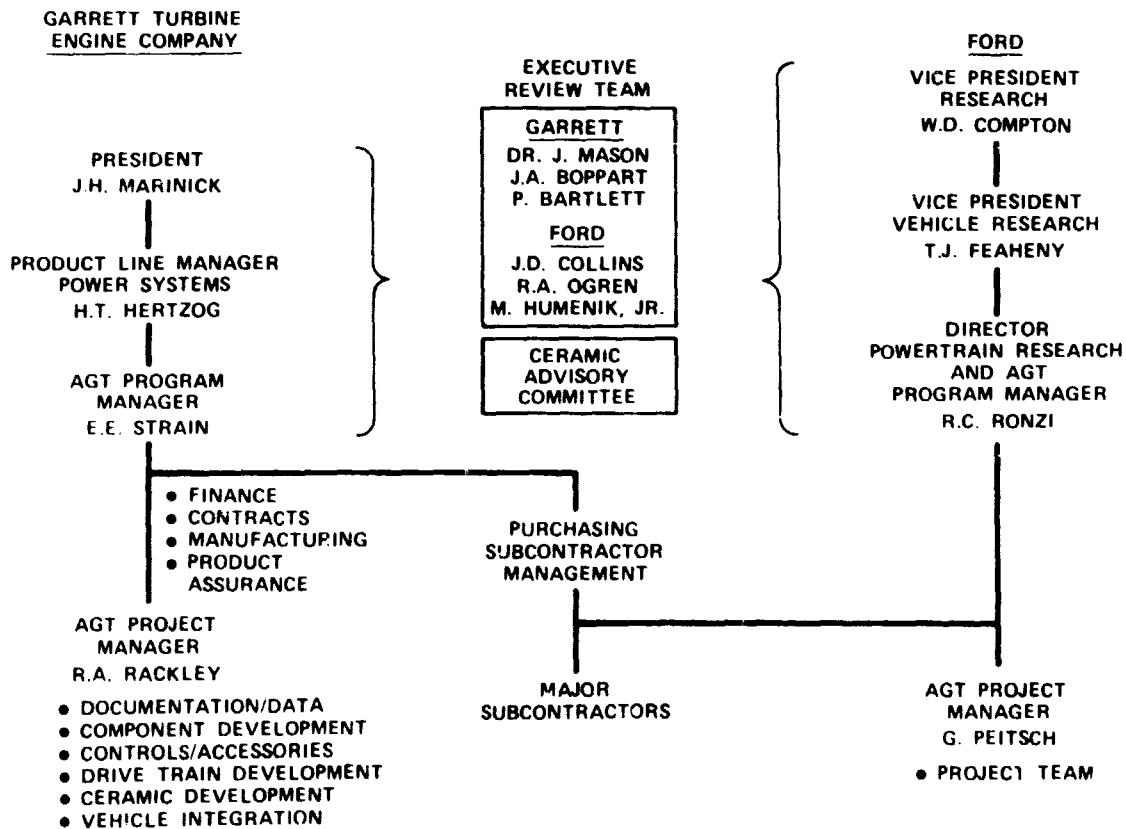 GARRETT TURBINE
ENGINE COMPANY
PRESIDENT
J.H. MARINICK
PRODUCT LINE MANAGER
POWER SYSTEMS
H.T. HERTZOG
AGT PROGRAM
MANAGER
E.E. STRAIN
● FINANCE
● CONTRACTS
● MANUFACTURING
● PRODUCT
ASSURANCE
AGT PROJECT
MANAGER
R.A. RACKLEY
● DOCUMENTATION/DATA
● COMPONENT DEVELOPMENT
● CONTROLS/ACCESSORIES
● DRIVE TRAIN DEVELOPMENT
● CERAMIC DEVELOPMENT
● VEHICLE INTEGRATION
EXECUTIVE
REVIEW TEAM
GARRETT
DR. J. MASON
J.A. BOPPART
P. BARTLETT
FORD
J.D. COLLINS
R.A. OGREN
M. HUMENIK, JR.
CERAMIC
ADVISORY
COMMITTEE
PURCHASING
SUBCONTRACTOR
MANAGEMENT
MAJOR
SUBCONTRACTORS
FORD
VICE PRESIDENT
RESEARCH
W.D. COMPTON
VICE PRESIDENT
VEHICLE RESEARCH
T.J. FEAHENY
DIRECTOR
POWERTRAIN RESEARCH
AND AGT
PROGRAM MANAGER
R.C. RONZI
AGT PROJECT
MANAGER
G. PEITSCH
● PROJECT TEAM